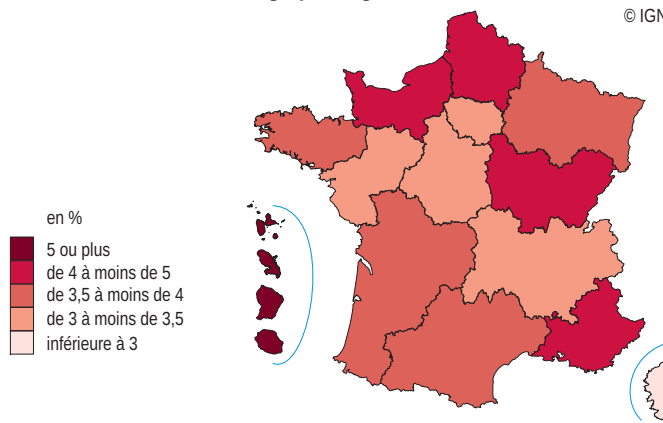 © IGN
en %
5 ou plus
de 4 à moins de 5
de 3,5 à moins de 4
de 3 à moins de 3,5
inférieure à 3